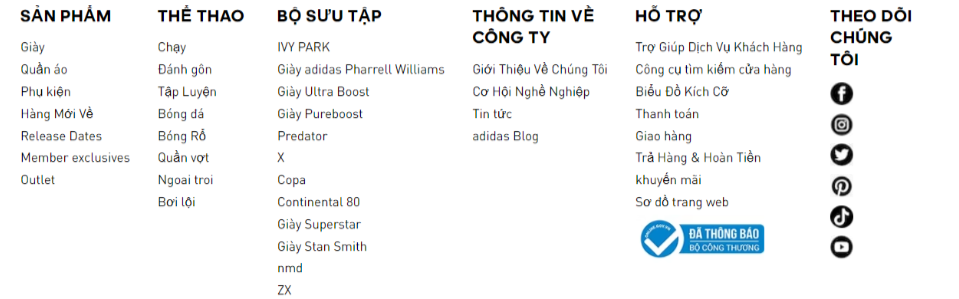 SẢN PHẨM
Giày
Quần áo
Phụ kiện
Hàng Mới Về
Release Dates
Member exclusives
Outlet
THỂ THAO
Chạy
Đánh gôn
Tập Luyện
Bóng đá
Bóng Rổ
Quần vợt
Ngoai troi
Bơi lội
BỘ SƯU TẬP
IVY PARK
Giày adidas Pharrell Williams
Giày Ultra Boost
Giày Pureboost
Predator
X
Copa
Continental 80
Giày Superstar
Giày Stan Smith
nmd
ZX
THÔNG TIN VỀ
CÔNG TY
Giới Thiệu Về Chúng Tôi
Cơ Hội Nghề Nghiệp
Tin tức
adidas Blog
HỖ TRỢ
Trợ Giúp Dịch Vụ Khách Hàng
Công cụ tìm kiếm cửa hàng
Biểu Đồ Kích Cỡ
Thanh toán
Giao hàng
Trả Hàng & Hoàn Tiền
khuyến mãi
Sơ đồ trang web
ĐÃ THÔNG BÁO
BỘ CÔNG THƯƠNG
THEO DÕI
CHÚNG
TÔI